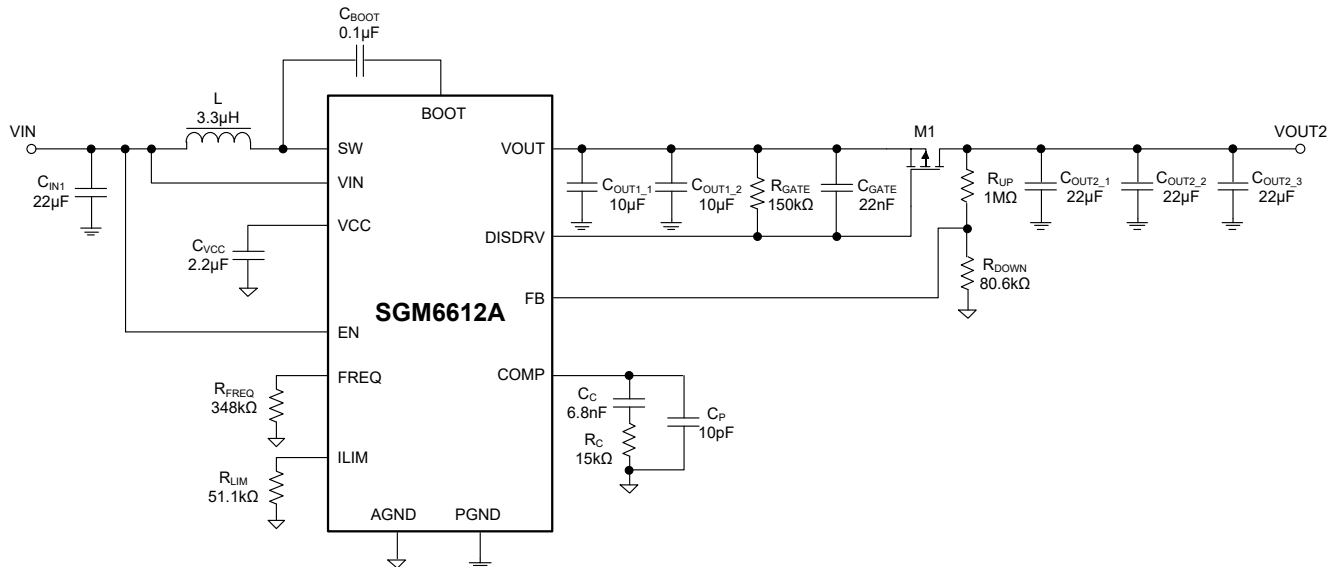 CBOOT
0.1μF
L
3.3μH
VIN
CIN1
22μF
BOOT
SW
VIN
VCC
CVCC
2.2μF
EN
FREQ
RFREQ
348kΩ
ILIM
RLIM
51.1kΩ
AGND
PGND
SGM6612A
VOUT
DISDRV
FB
COMP
COUT1_1
10μF
COUT1_2
10μF
RGATE
150kΩ
CGATE
22nF
M1
VOUT2
RUP
1MΩ
COUT2_1
22μF
COUT2_2
22μF
COUT2_3
22μF
RDOWN
80.6kΩ
CC
6.8nF
RC
15kΩ
CP
10pF